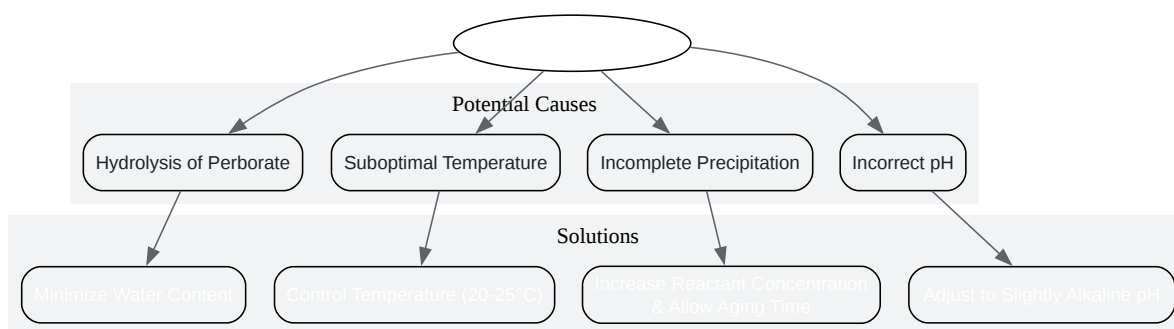 Potential Causes
Hydrolysis of Perborate
Suboptimal Temperature
Incomplete Precipitation
Incorrect pH
Solutions
Minimize Water Content
Control Temperature (20-25°C)
Increase Reactant Concentration
& Allow Aging Time
Adjust to Slightly Alkaline pH